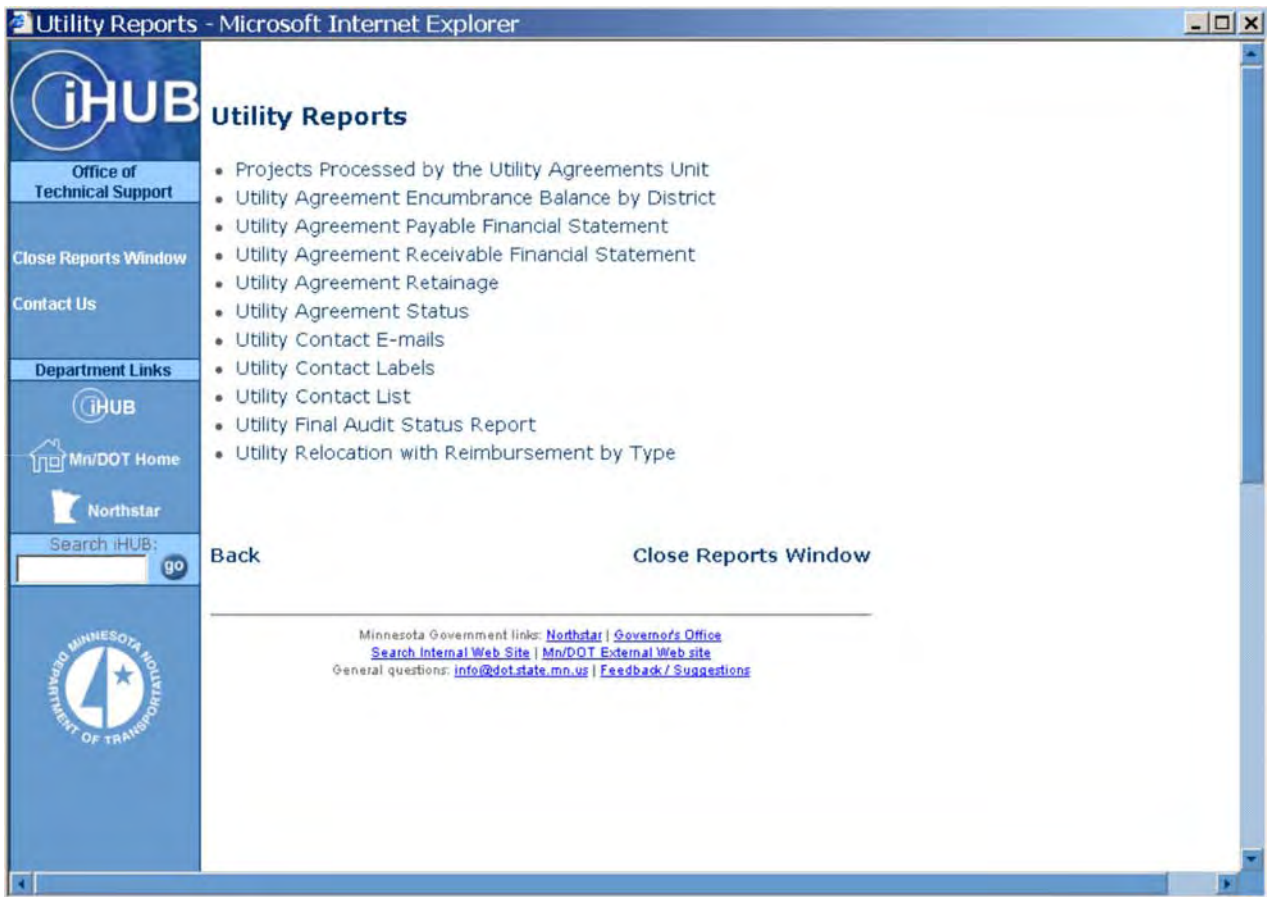 Utility Reports - Microsoft Internet Explorer
iHUB
Office of
Technical Support
Close Reports Window
Contact Us
Department Links
iHUB
Mn/DOT Home
Northstar
Search iHUB:
go
MINNESOTA DEPARTMENT OF TRANSPORTATION
Utility Reports
• Projects Processed by the Utility Agreements Unit
• Utility Agreement Encumbrance Balance by District
• Utility Agreement Payable Financial Statement
• Utility Agreement Receivable Financial Statement
• Utility Agreement Retainage
• Utility Agreement Status
• Utility Contact E-mails
• Utility Contact Labels
• Utility Contact List
• Utility Final Audit Status Report
• Utility Relocation with Reimbursement by Type
Back Close Reports Window
Minnesota Government links: Northstar | Governor's Office
Search Internal Web Site | Mn/DOT External Web site
General questions: info@dot.state.mn.us | Feedback / Suggestions